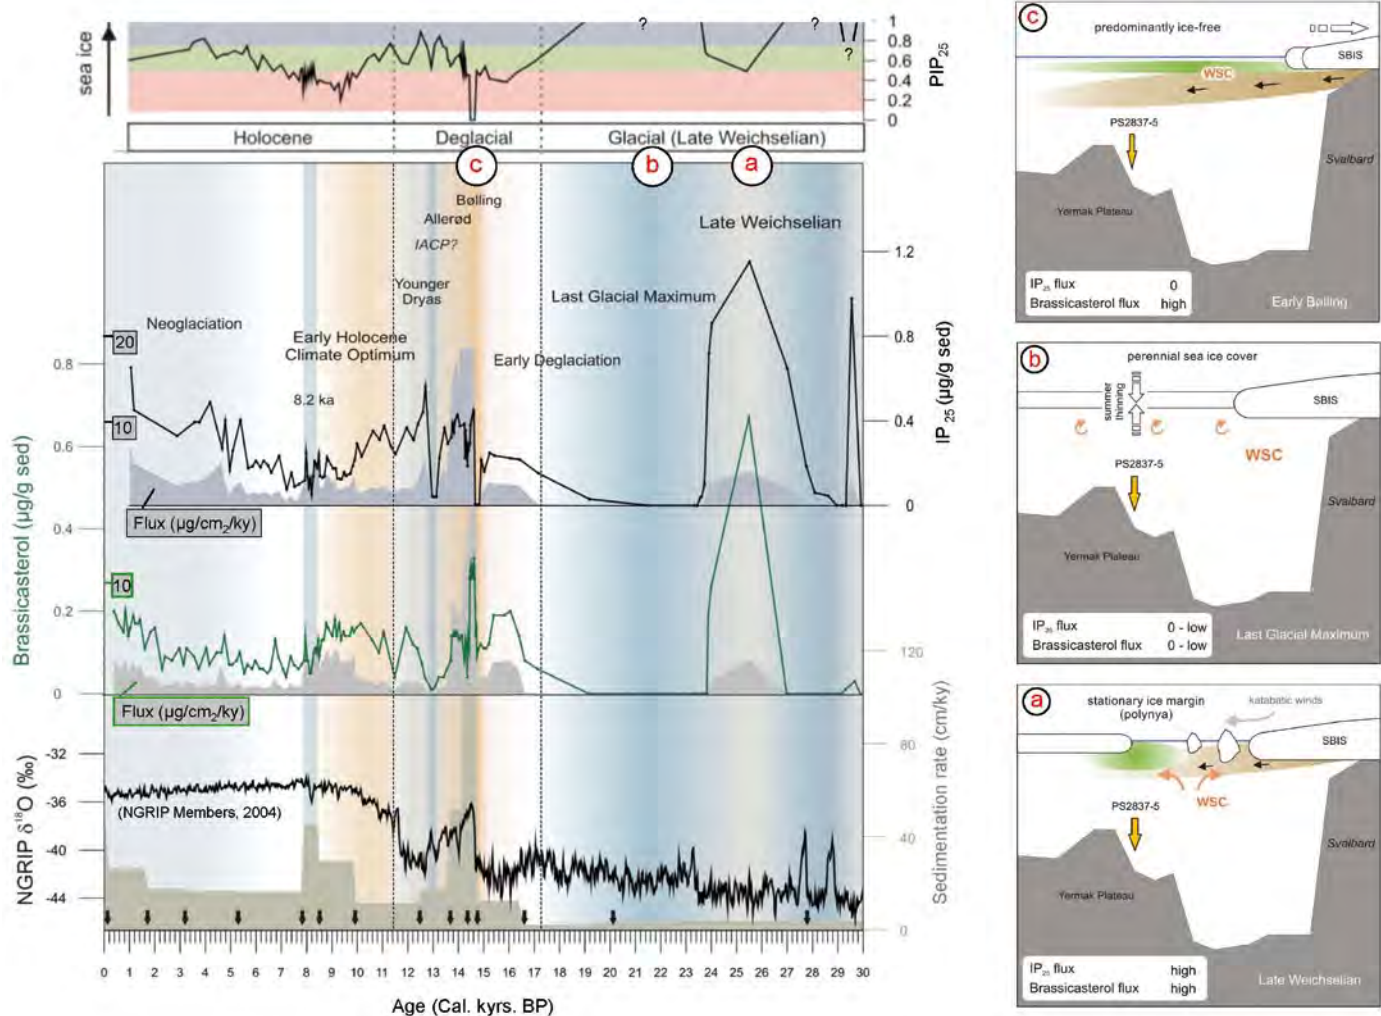 sea ice
?
?
?
1
0.8
0.6
0.4
0.2
0
PIP25
Holocene
Deglacial
Glacial (Late Weichselian)
c
b
a
Bølling
Allerød
IACP?
Younger
Dryas
Late Weichselian
Last Glacial Maximum
Neoglaciation
Early Holocene
Climate Optimum
Early Deglaciation
8.2 ka
20
10
1.2
0.8
0.4
0
IP 25 (µg/g sed)
Flux (µg/cm2/ky)
0.8
0.6
0.4
0.2
0
Brassicasterol (µg/g sed)
10
Flux (µg/cm2/ky)
120
80
40
0
Sedimentation rate (cm/ky)
-32
-36
-40
-44
NGRIP δ18O (‰)
(NGRIP Members, 2004)
0 1 2 3 4 5 6 7 8 9 10 11 12 13 14 15 16 17 18 19 20 21 22 23 24 25 26 27 28 29 30
Age (Cal. kyrs. BP)
c
predominantly ice-free
SBIS
WSC
PS2837-5
Svalbard
Yermak Plateau
IP25 flux 0
Brassicasterol flux high
Early Bølling
b
perennial sea ice cover
summer
thinning
SBIS
WSC
PS2837-5
Svalbard
Yermak Plateau
IP25 flux 0 - low
Brassicasterol flux 0 - low
Last Glacial Maximum
a
stationary ice margin
(polynya)
katabatic winds
SBIS
WSC
PS2837-5
Svalbard
Yermak Plateau
IP25 flux high
Brassicasterol flux high
Late Weichselian